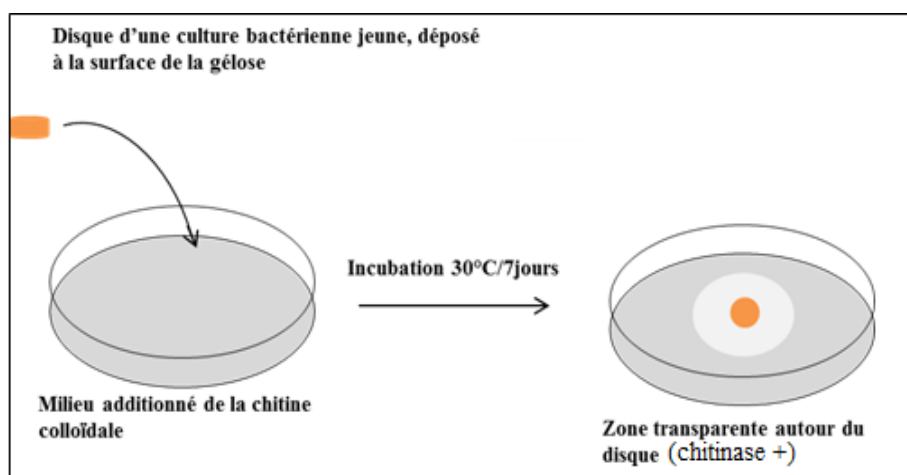 Disque d'une culture bactérienne jeune, déposé
à la surface de la gélose
Incubation 30°C/7jours
Milieu additionné de la chitine
colloïdale
Zone transparente autour du
disque (chitinase +)